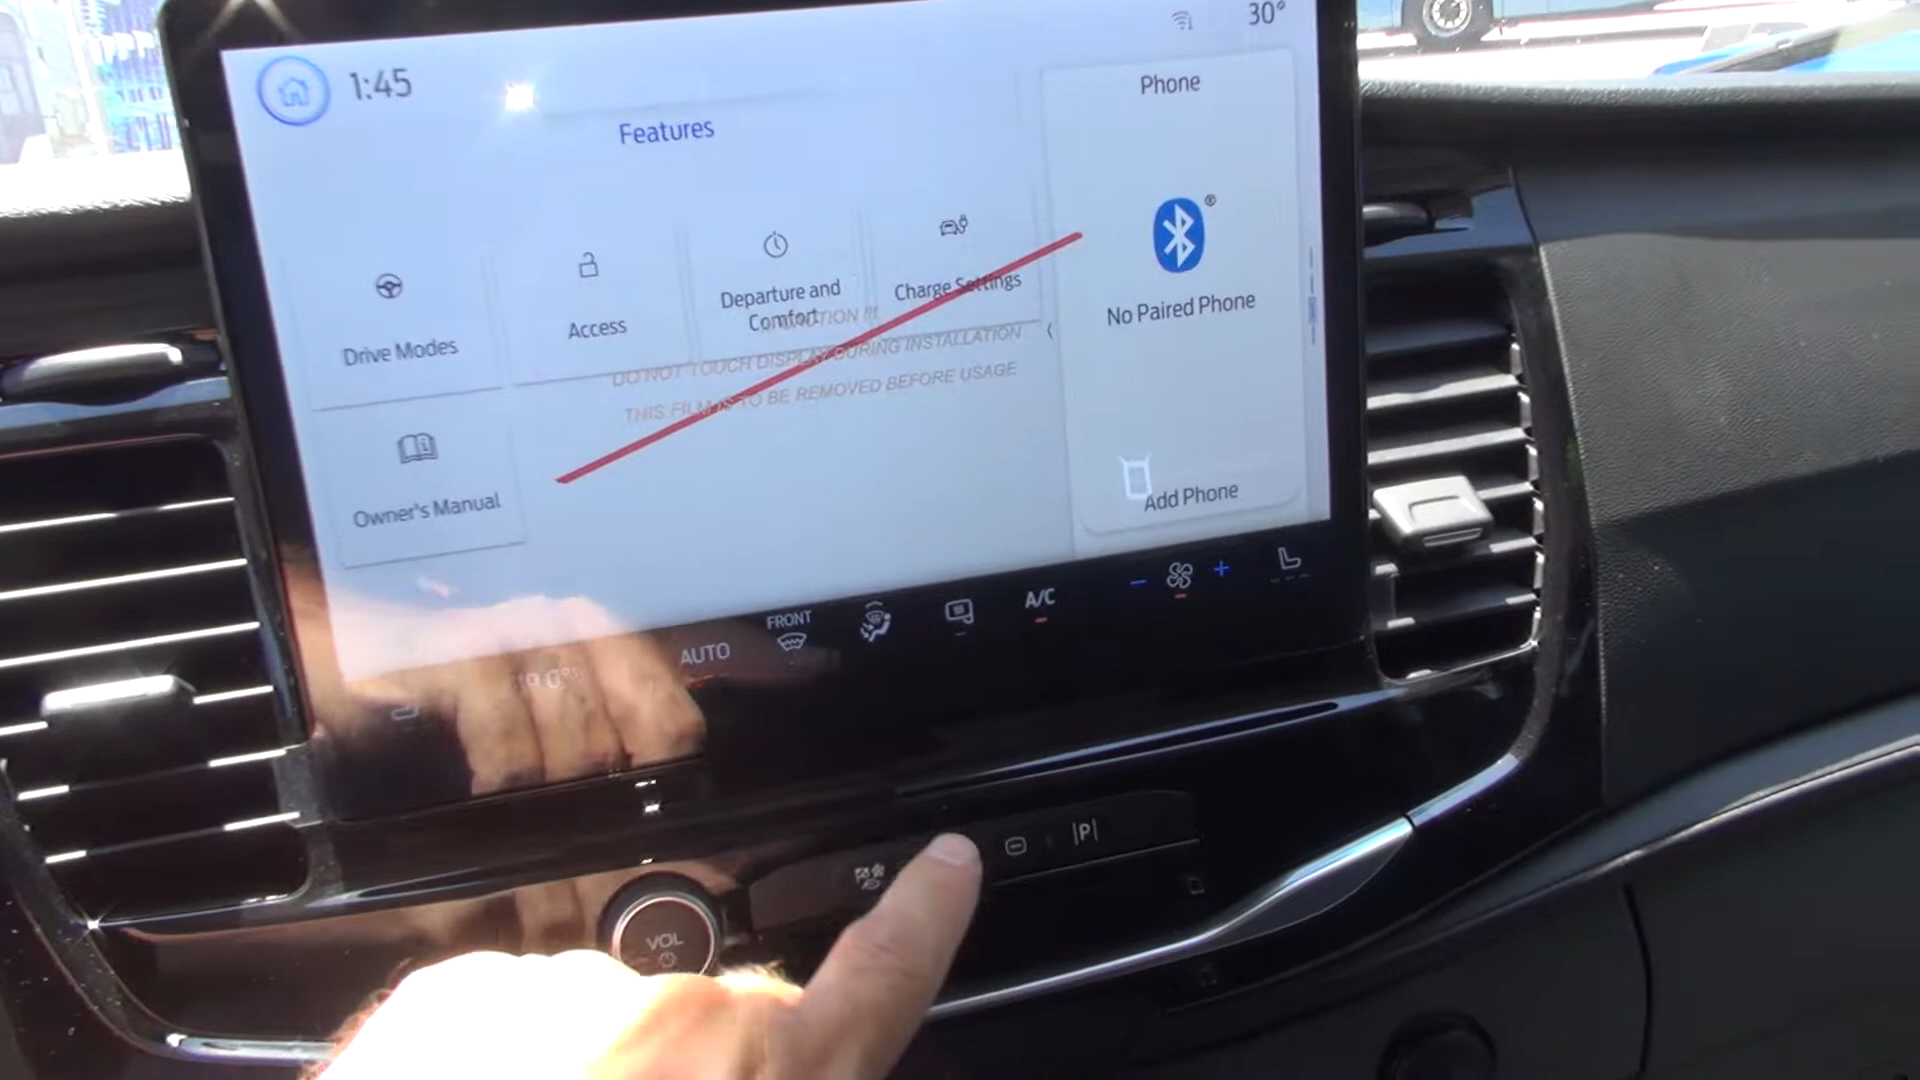 1:45
30°
Features
Phone
Drive Modes
Access
Departure and
Comfort
Charge Settings
®
No Paired Phone
DO NOT TOUCH DISPLAY DURING INSTALLATION
THIS FILM IS TO BE REMOVED BEFORE USAGE
Owner's Manual
Add Phone
AUTO
FRONT
A/C
- +
VOL
|P|